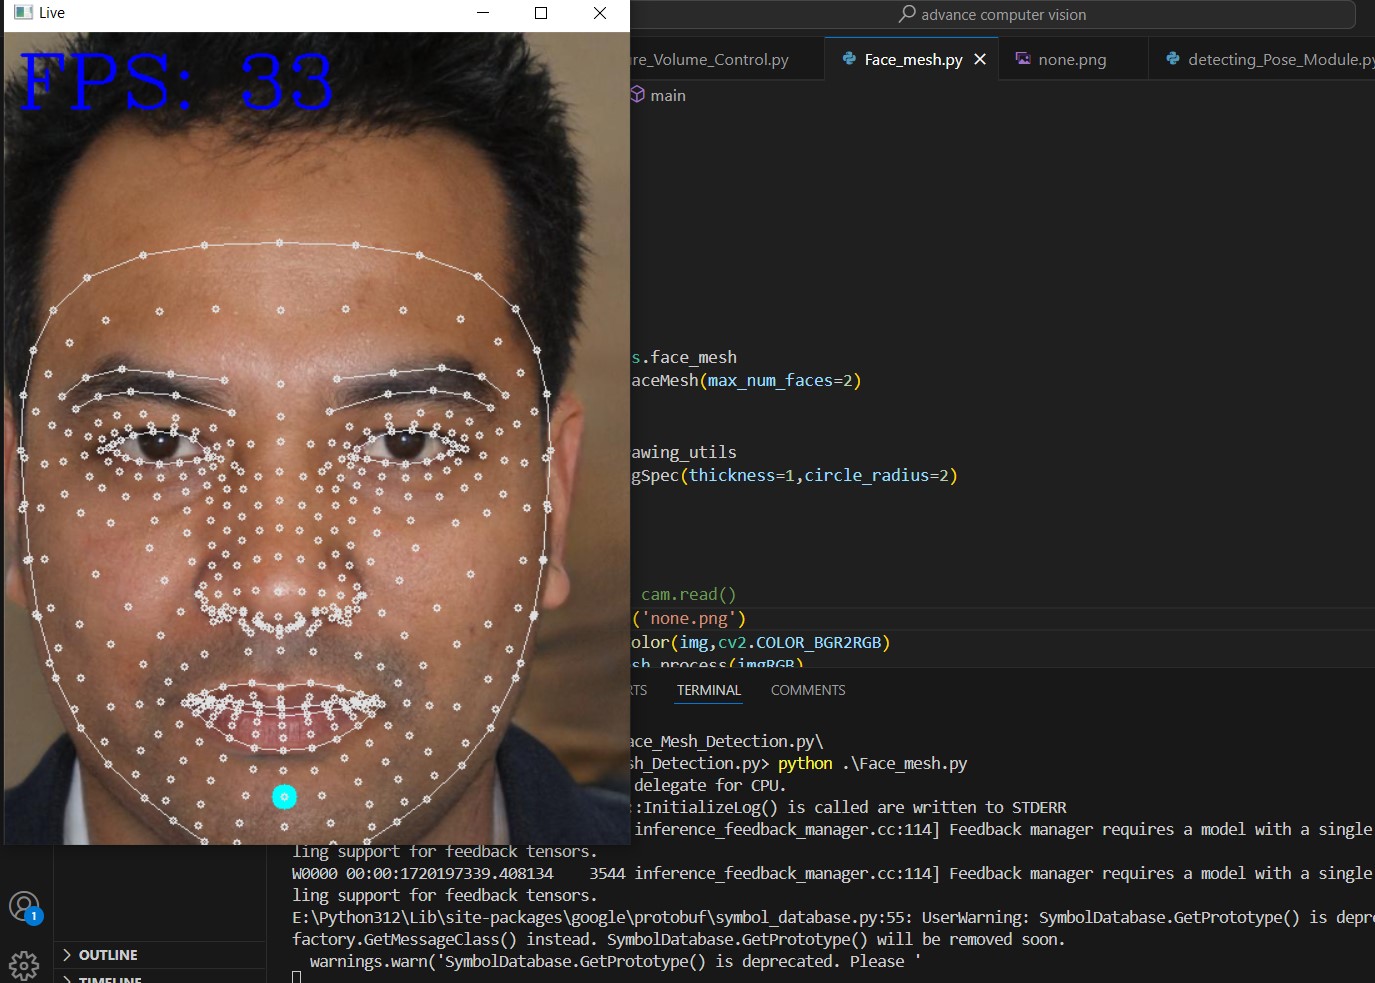 Live
advance computer vision
FPS: 33
re_Volume_Control.py
Face_mesh.py
none.png
detecting_Pose_Module.py
main
s.face_mesh
aceMesh(max_num_faces=2)
awing_utils
gSpec(thickness=1,circle_radius=2)
cam.read()
('none.png')
olor(img,cv2.COLOR_BGR2RGB)
sh.process(imgRGB)
RTS
TERMINAL
COMMENTS
ace_Mesh_Detection.py\
sh_Detection.py> python .\Face_mesh.py
delegate for CPU.
::InitializeLog() is called are written to STDERR
inference_feedback_manager.cc:114] Feedback manager requires a model with a single
ling support for feedback tensors.
W0000 00:00:1720197339.408134    3544 inference_feedback_manager.cc:114] Feedback manager requires a model with a single
ling support for feedback tensors.
E:\Python312\Lib\site-packages\google\protobuf\symbol_database.py:55: UserWarning: SymbolDatabase.GetPrototype() is depre
factory.GetMessageClass() instead. SymbolDatabase.GetPrototype() will be removed soon.
warnings.warn('SymbolDatabase.GetPrototype() is deprecated. Please '
1
OUTLINE
TIMELINE